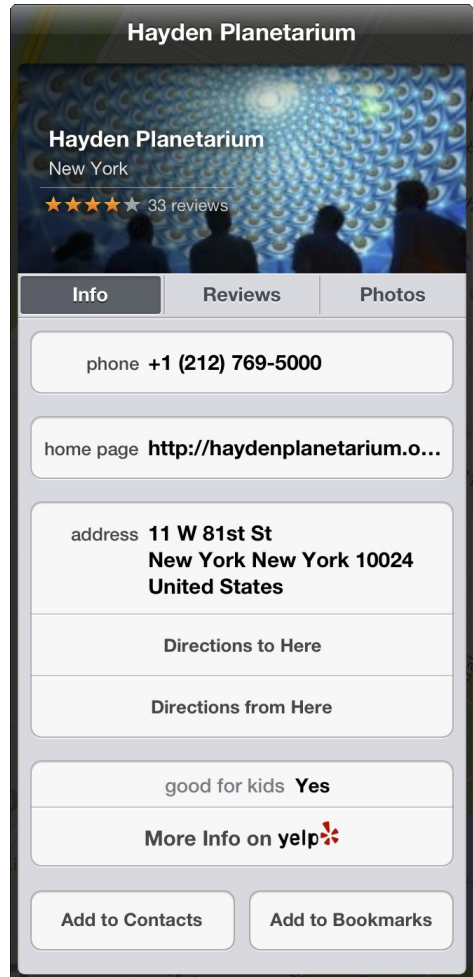 Hayden Planetarium
Hayden Planetarium
New York
33 reviews
Info Reviews Photos
phone +1 (212) 769-5000
home page http://haydenplanetarium.o...
address 11 W 81st St
New York New York 10024
United States
Directions to Here
Directions from Here
good for kids Yes
More Info on yelp
Add to Contacts Add to Bookmarks